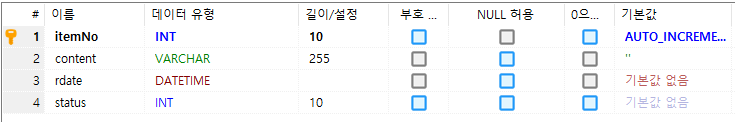 # 이름 데이터 유형 길이/설정 부호 ... NULL 허용 0으... 기본값
1 itemNo INT 10 AUTO_INCREME...
2 content VARCHAR 255 ''
3 rdate DATETIME 기본값 없음
4 status INT 10 기본값 없음